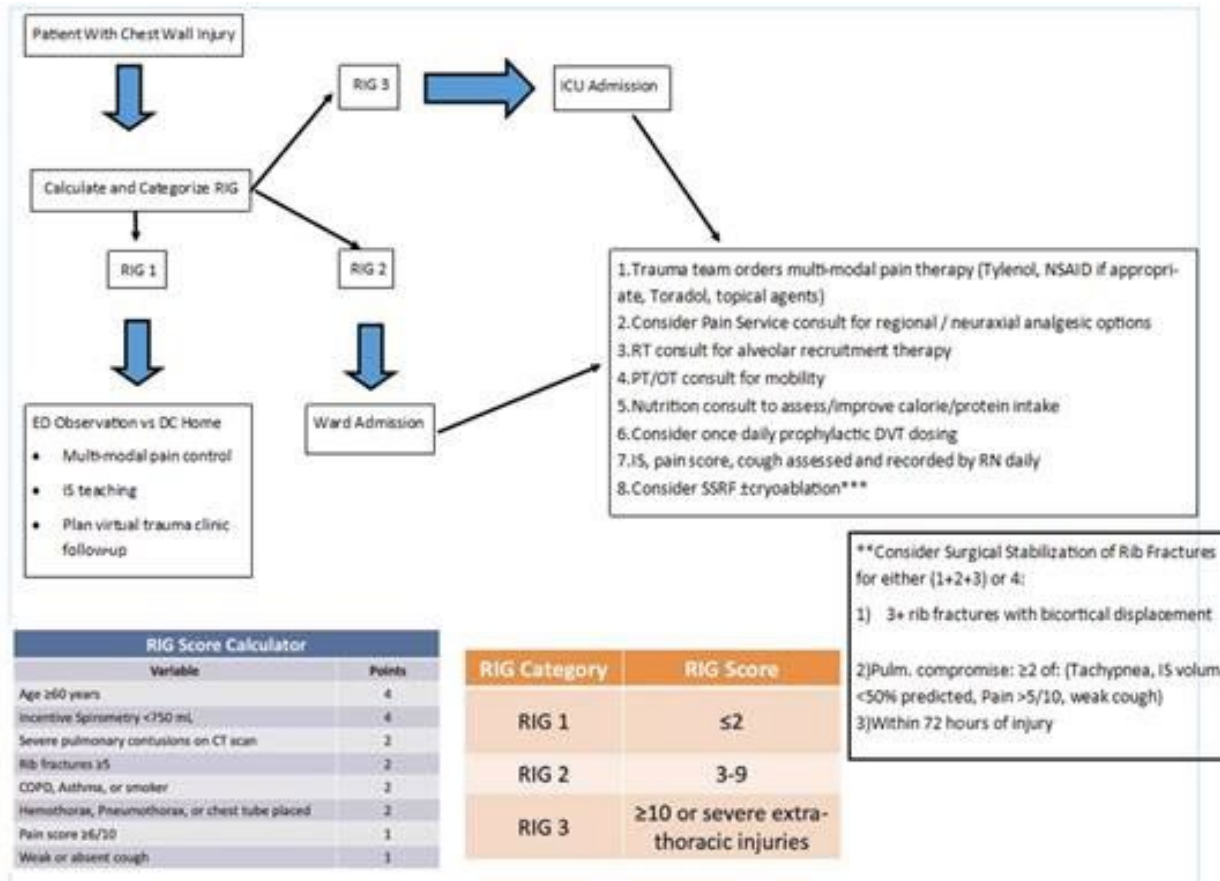 Patient With Chest Wall Injury
RIG 3
ICU Admission
Calculate and Categorize RIG
RIG 1
RIG 2
ED Observation vs DC Home
• Multi-modal pain control
• IS teaching
• Plan virtual trauma clinic
follow-up
Ward Admission
1.Trauma team orders multi-modal pain therapy (Tylenol, NSAID if appropri-
ate, Toradol, topical agents)
2.Consider Pain Service consult for regional / neuraxial analgesic options
3.RT consult for alveolar recruitment therapy
4.PT/OT consult for mobility
5.Nutrition consult to assess/improve calorie/protein intake
6.Consider once daily prophylactic DVT dosing
7.IS, pain score, cough assessed and recorded by RN daily
8.Consider SSRF ±cryoablation***
**Consider Surgical Stabilization of Rib Fractures
for either (1+2+3) or 4:
1) 3+ rib fractures with bicortical displacement
2)Pulm. compromise: ≥2 of: (Tachypnea, IS volum
<50% predicted, Pain >5/10, weak cough)
3)Within 72 hours of injury
RIG Score Calculator
Variable Points
Age ≥60 years 4
Incentive Spirometry <750 mL 4
Severe pulmonary contusions on CT scan 2
Rib fractures ≥5 2
COPD, Asthma, or smoker 2
Hemothorax, Pneumothorax, or chest tube placed 2
Pain score ≥6/10 1
Weak or absent cough 1
RIG Category RIG Score
RIG 1 ≤2
RIG 2 3-9
RIG 3 ≥10 or severe extra-
thoracic injuries